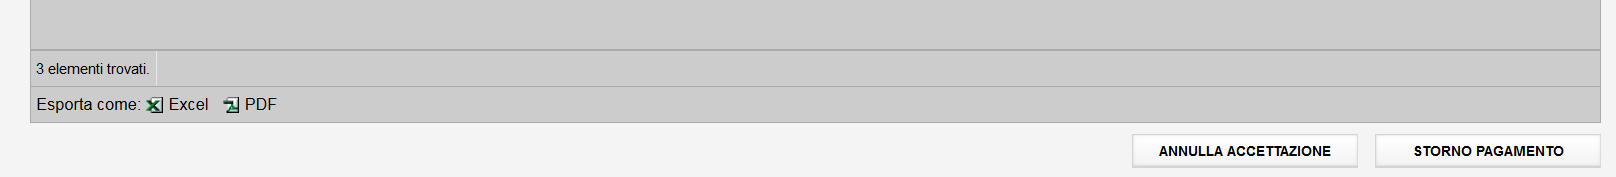 3 elementi trovati.
Esporta come: Excel PDF
ANNULLA ACCETTAZIONE STORNO PAGAMENTO